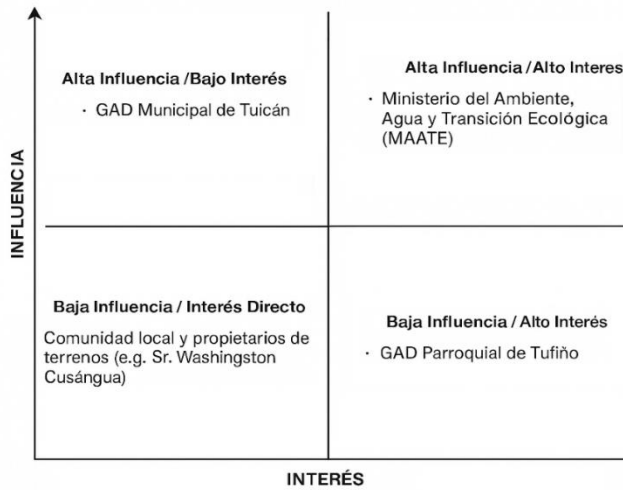 Alta Influencia /Bajo Interés
· GAD Municipal de Tuicán
Alta Influencia /Alto Interes
· Ministerio del Ambiente,
Agua y Transición Ecológica
(MAATE)
INFLUENCIA
Baja Influencia / Interés Directo
Comunidad local y propietarios de
terrenos (e.g. Sr. Washingston
Cusángua)
Baja Influencia / Alto Interés
· GAD Parroquial de Tufiño
INTERÉS